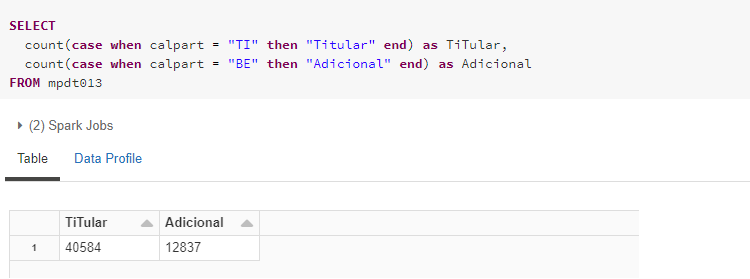 SELECT
count(case when calpart = "TI" then "Titular" end) as TiTular,
count(case when calpart = "BE" then "Adicional" end) as Adicional
FROM mpdt013
(2) Spark Jobs
Table Data Profile
TiTular Adicional
1 40584 12837